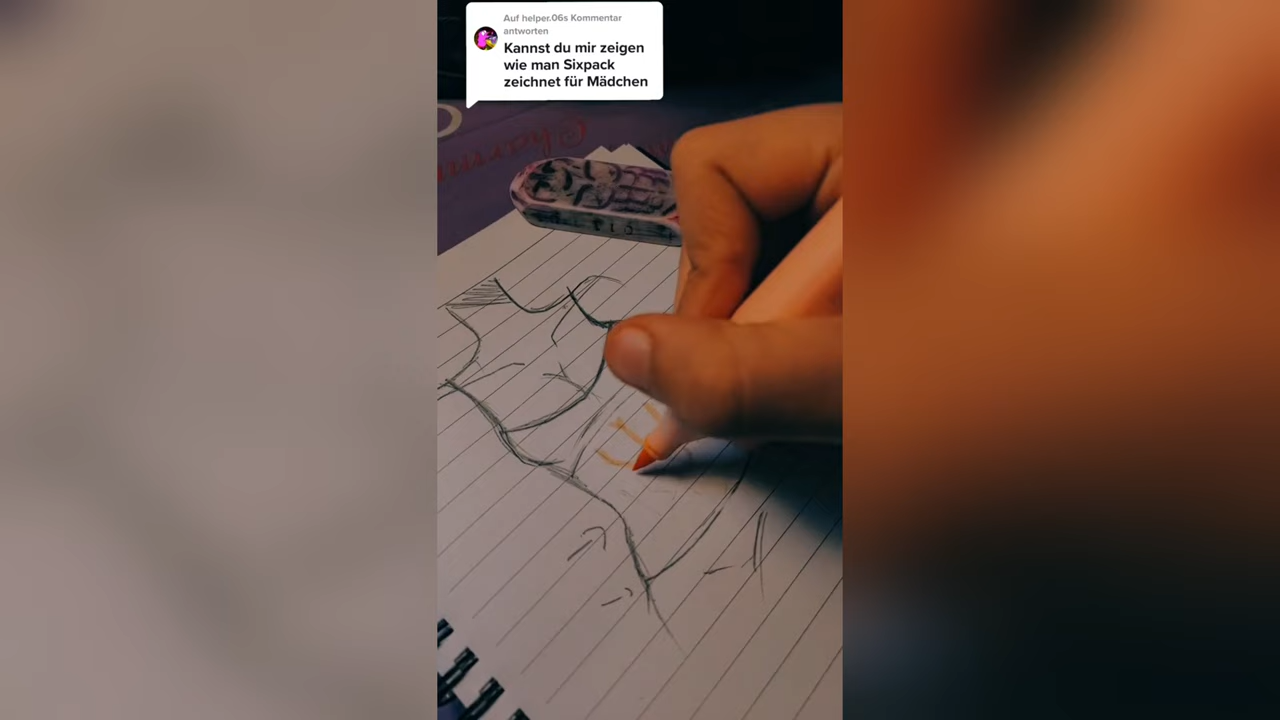 Auf helper.06s Kommentar
antworten
Kannst du mir zeigen
wie man Sixpack
zeichnet für Mädchen